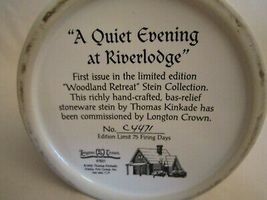 "A Quiet Evening
at Riverlodge"
First issue in the limited edition
"Woodland Retreat" Stein Collection.
This richly hand-crafted, bas-relief
stoneware stein by Thomas Kinkade has
been commissioned by Longton Crown.
No. C4471
Edition Limit 75 Firing Days
Longton Crown